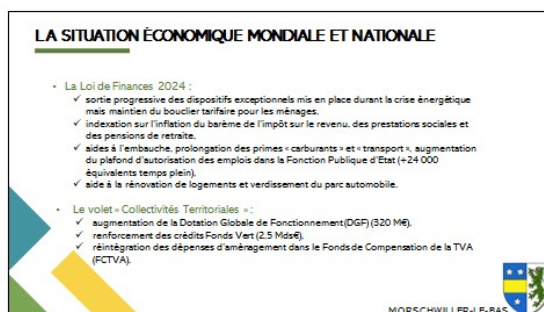 LA SITUATION ÉCONOMIQUE MONDIALE ET NATIONALE
• La Loi de Finances 2024 :
✓ sortie progressive des dispositifs exceptionnels mis en place durant la crise énergétique
mais maintien du bouclier tarifaire pour les ménages,
✓ indexation sur l'inflation du barème de l'impôt sur le revenu, des prestations sociales et
des pensions de retraite,
✓ aides à l'embauche, prolongation des primes « carburants » et « transport », augmentation
du plafond d'autorisation des emplois dans la Fonction Publique d'Etat (+24 000
équivalents temps plein),
✓ aide à la rénovation de logements et verdissement du parc automobile.
• Le volet « Collectivités Territoriales » :
✓ augmentation de la Dotation Globale de Fonctionnement (DGF) (320 M€),
✓ renforcement des crédits Fonds Vert (2.5 Mds€),
✓ réintégration des dépenses d'aménagement dans le Fonds de Compensation de la TVA
(FCTVA).
MORSCHWILLER-LE-BAS